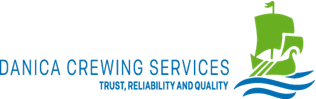 DANICA CREWING SERVICES
TRUST, RELIABILITY AND QUALITY